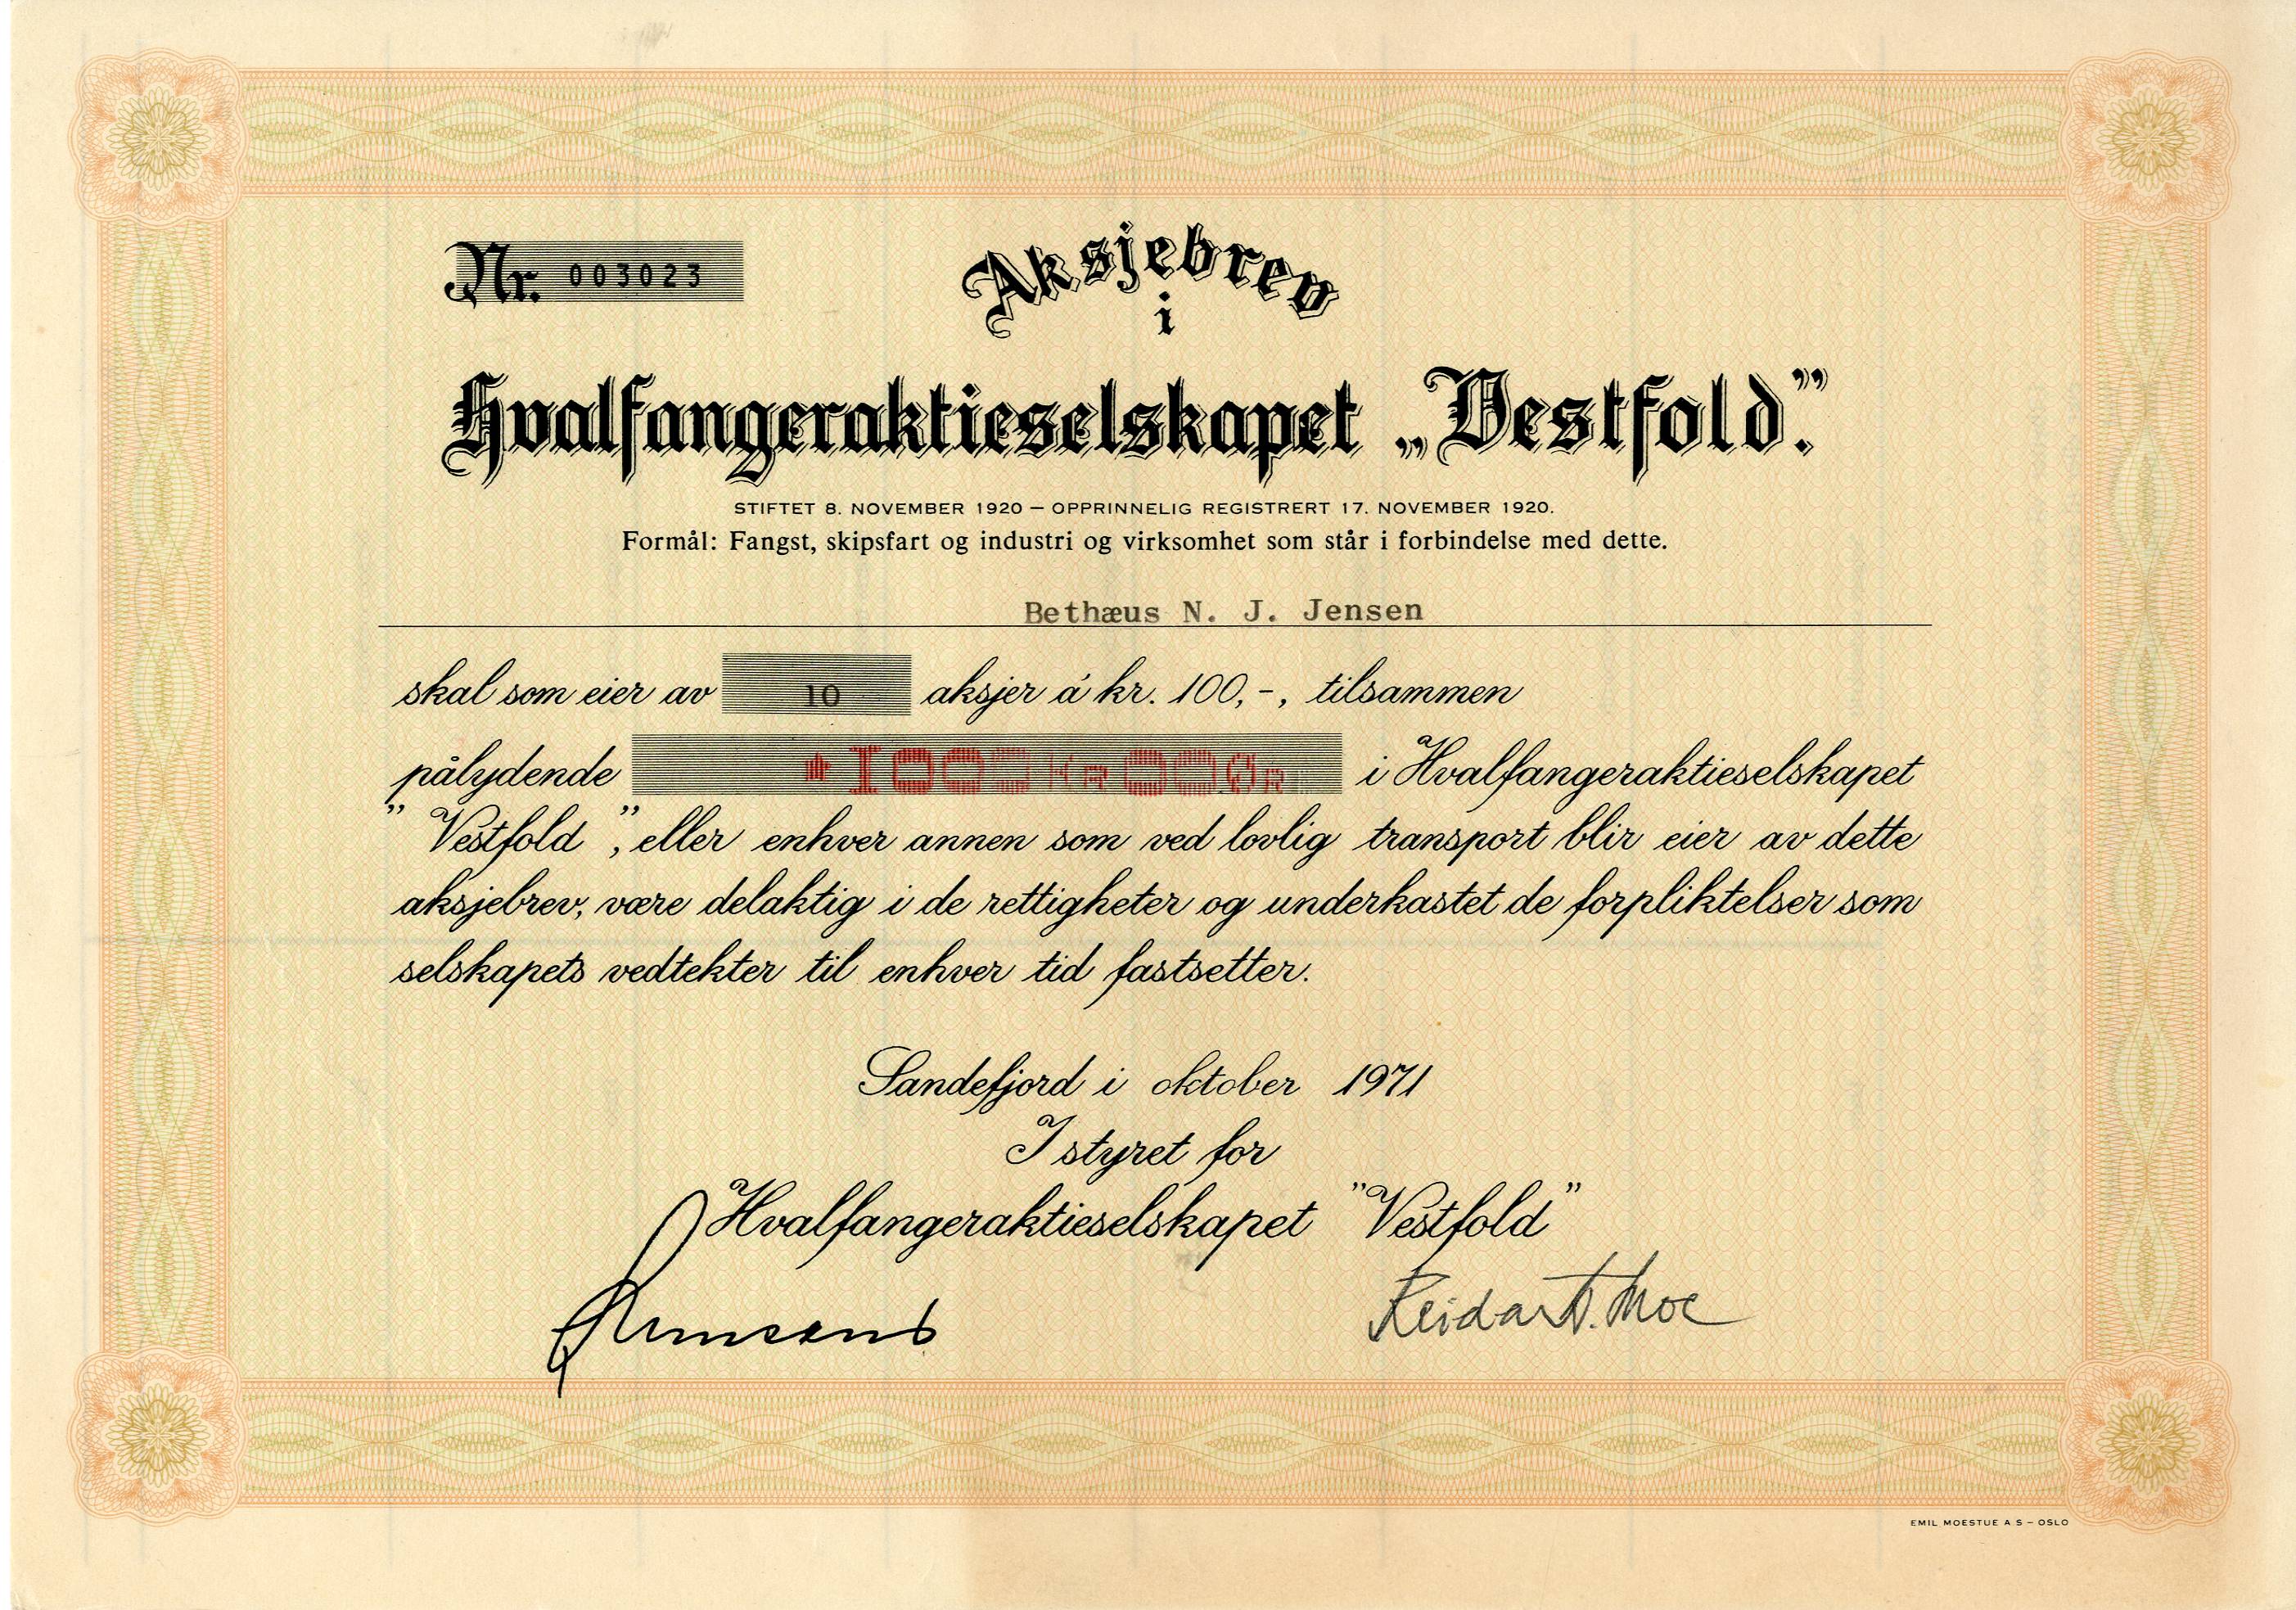 Nr. 003023
Aksjebrev
i
Hvalfangeraktieselskapet „Vestfold”.
STIFTET 8. NOVEMBER 1920 — OPPRINNELIG REGISTRERT 17. NOVEMBER 1920.
Formål: Fangst, skipsfart og industri og virksomhet som står i forbindelse med dette.
Bethæus N. J. Jensen
skal som eier av 10 aksjer á kr. 100,-, tilsammen
pålydende *1000 KR 00 ØR i Hvalfangeraktieselskapet
"Vestfold", eller enhver annen som ved lovlig transport blir eier av dette
aksjebrev, være delaktig i de rettigheter og underkastet de forpliktelser som
selskapets vedtekter til enhver tid fastsetter.
Sandefjord i oktober 1971
I styret for
Hvalfangeraktieselskapet "Vestfold"
Reidar A. Moe
EMIL MOESTUE A.S – OSLO